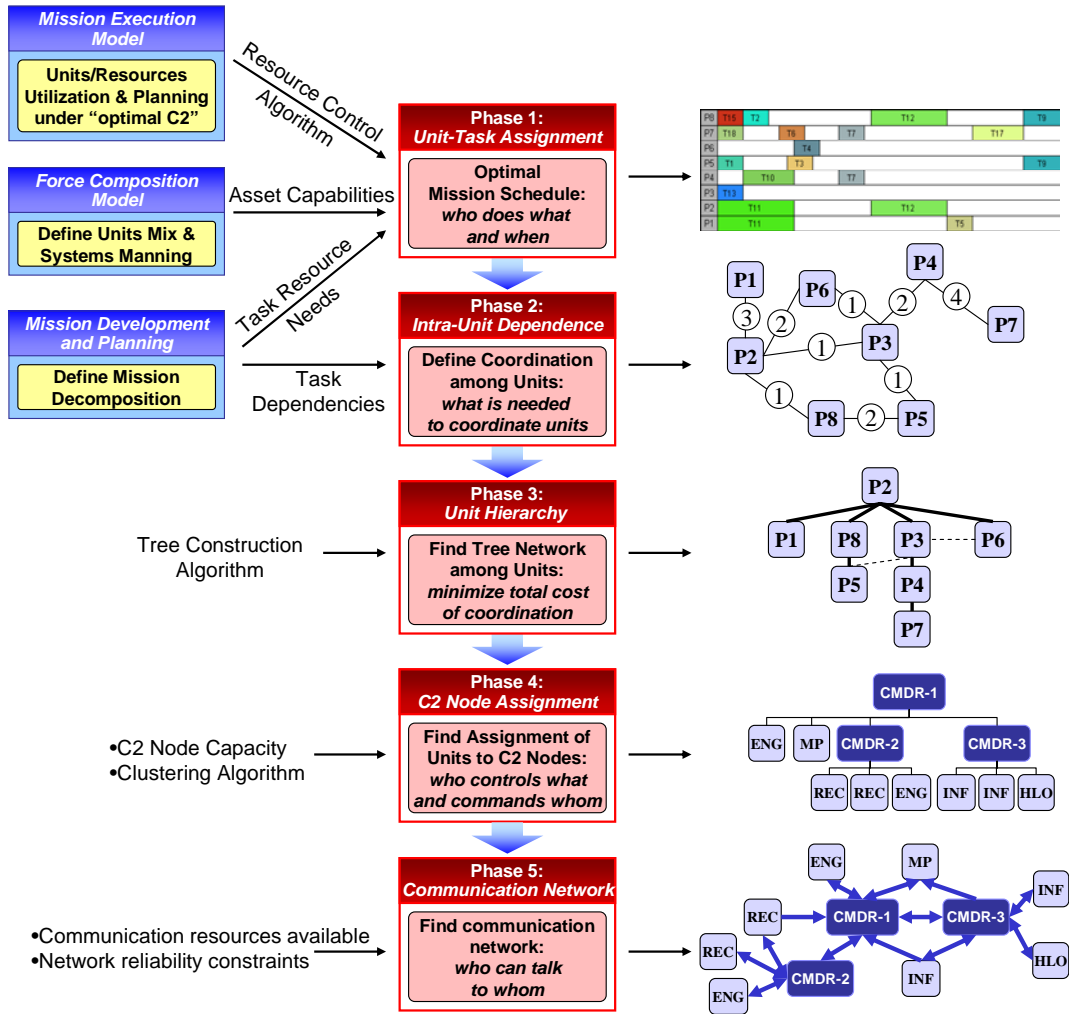 Mission Execution
Model
Units/Resources
Utilization & Planning
under “optimal C2”
Resource Control
Algorithm
Force Composition
Model
Define Units Mix &
Systems Manning
Asset Capabilities
Mission Development
and Planning
Define Mission
Decomposition
Task Resource
Needs
Task
Dependencies
Phase 1:
Unit-Task Assignment
Optimal
Mission Schedule:
who does what
and when
P8 T15 T2 T12 T9
P7 T18 T6 T7 T17
P6 T4
P5 T1 T3 T9
P4 T10 T7
P3 T13
P2 T11 T12
P1 T11 T5
Phase 2:
Intra-Unit Dependence
Define Coordination
among Units:
what is needed
to coordinate units
P1 P6 P4
3 2 1 2 4
P7
P2 1 P3
1 1
P8 2 P5
Phase 3:
Unit Hierarchy
Tree Construction
Algorithm
Find Tree Network
among Units:
minimize total cost
of coordination
P2
P1 P8 P3 P6
P5 P4
P7
Phase 4:
C2 Node Assignment
•C2 Node Capacity
•Clustering Algorithm
Find Assignment of
Units to C2 Nodes:
who controls what
and commands whom
CMDR-1
ENG MP CMDR-2 CMDR-3
REC REC ENG INF INF HLO
Phase 5:
Communication Network
•Communication resources available
•Network reliability constraints
Find communication
network:
who can talk
to whom
ENG MP
INF
REC CMDR-1 CMDR-3
REC HLO
CMDR-2 INF
ENG